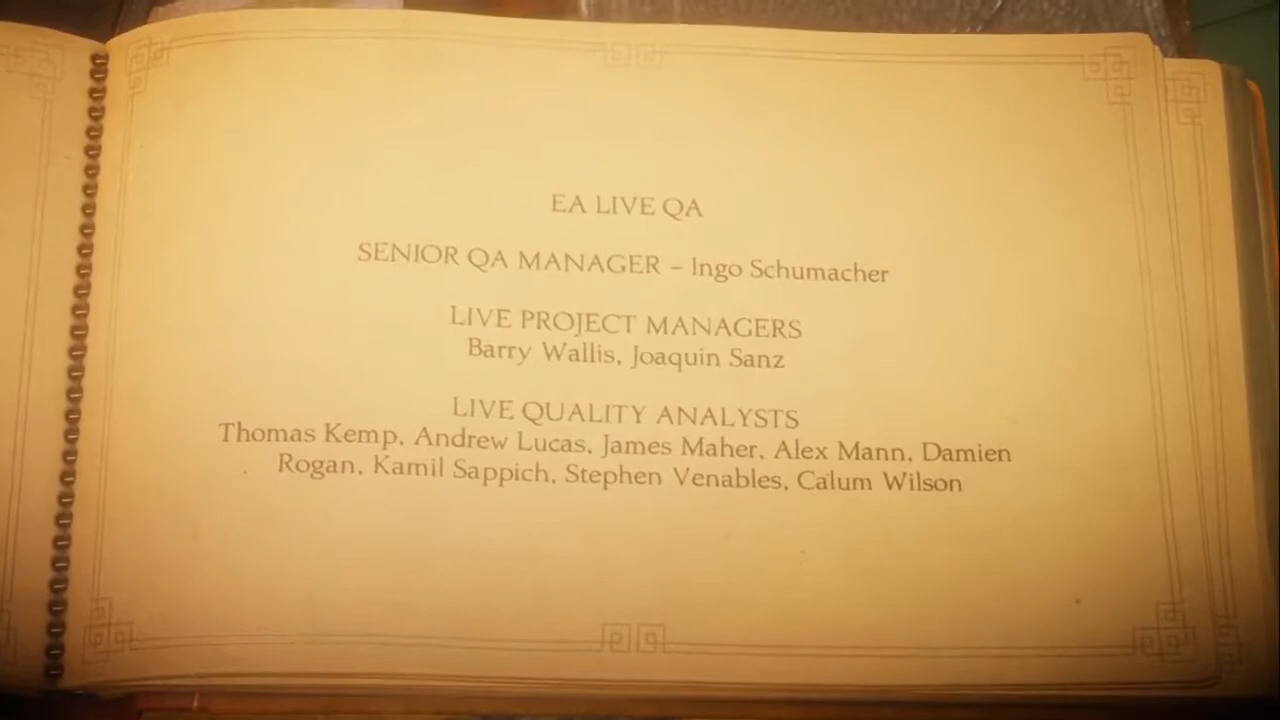 EA LIVE QA
SENIOR QA MANAGER – Ingo Schumacher
LIVE PROJECT MANAGERS
Barry Wallis, Joaquin Sanz
LIVE QUALITY ANALYSTS
Thomas Kemp, Andrew Lucas, James Maher, Alex Mann, Damien
Rogan, Kamil Sappich, Stephen Venables, Calum Wilson